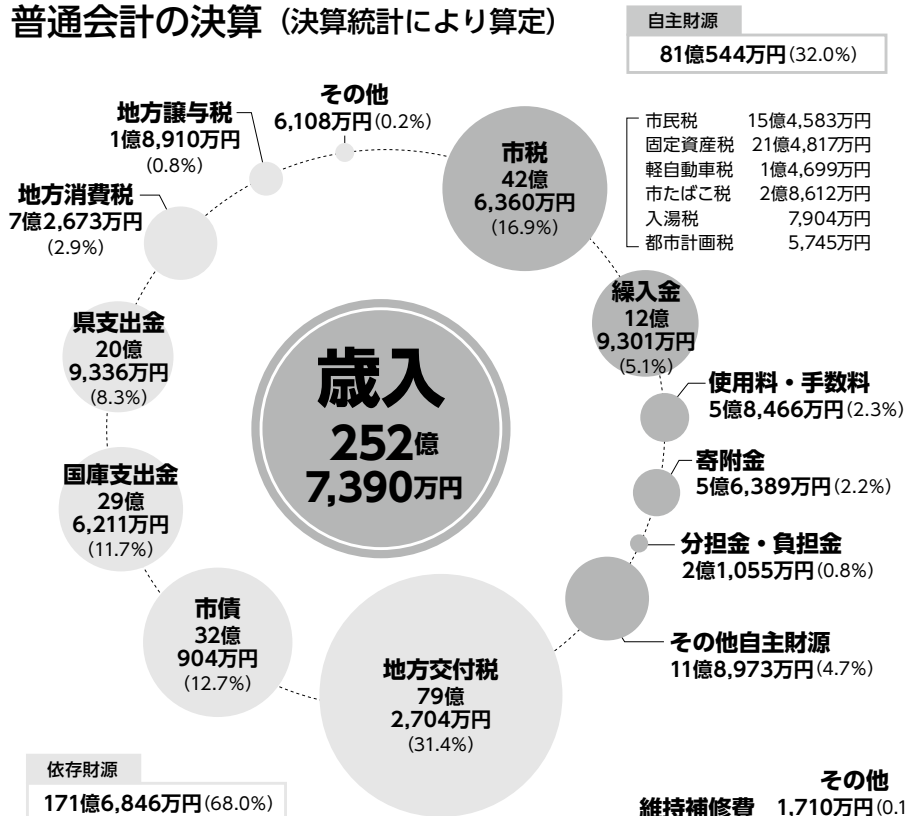 普通会計の決算（決算統計により算定）
自主財源
81億544万円(32.0%)
その他
6,108万円(0.2%)
地方譲与税
1億8,910万円
(0.8%)
地方消費税
7億2,673万円
(2.9%)
市税
42億
6,360万円
(16.9%)
市民税 15億4,583万円
固定資産税 21億4,817万円
軽自動車税 1億4,699万円
市たばこ税 2億8,612万円
入湯税 7,904万円
都市計画税 5,745万円
繰入金
12億
9,301万円
(5.1%)
県支出金
20億
9,336万円
(8.3%)
歳入
252億
7,390万円
使用料・手数料
5億8,466万円(2.3%)
寄附金
5億6,389万円(2.2%)
国庫支出金
29億
6,211万円
(11.7%)
分担金・負担金
2億1,055万円(0.8%)
市債
32億
904万円
(12.7%)
その他自主財源
11億8,973万円(4.7%)
地方交付税
79億
2,704万円
(31.4%)
依存財源
171億6,846万円(68.0%)
その他
維持補修費 1,710万円(0.1